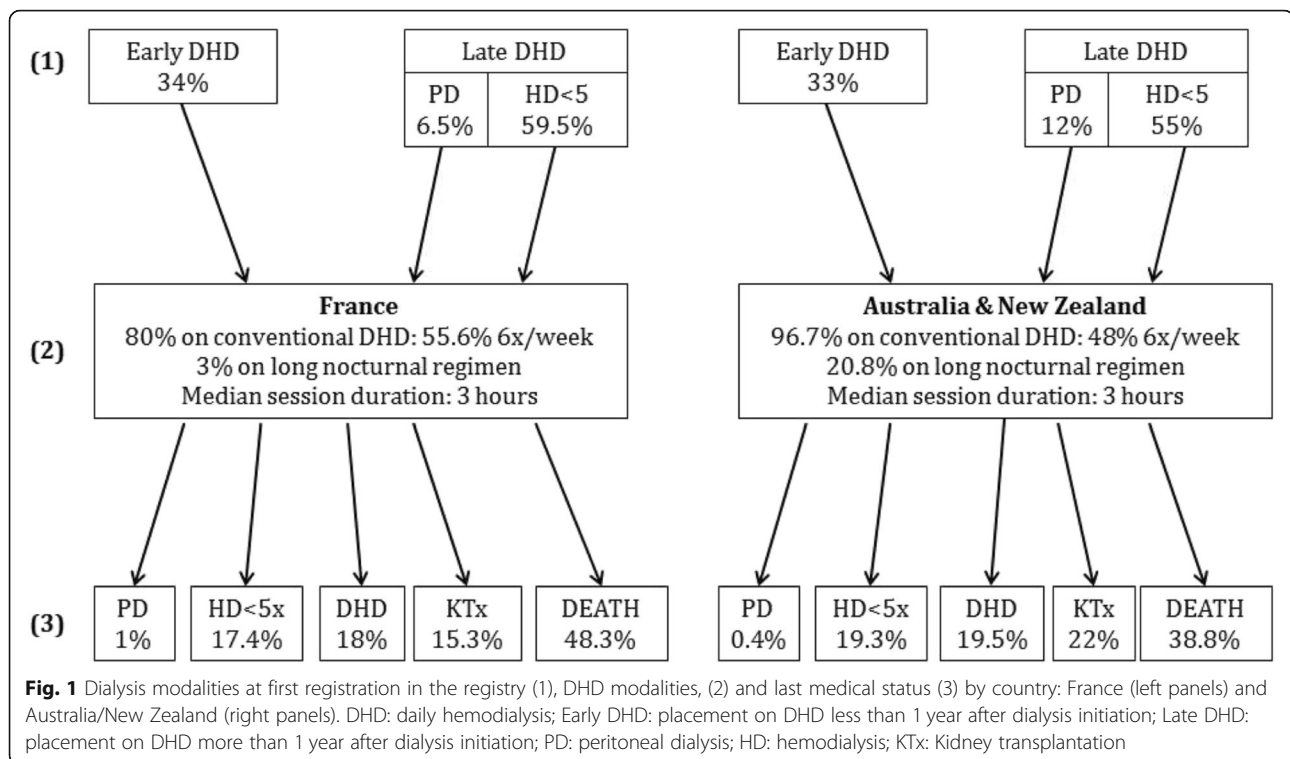 (1)
Early DHD
34%
Late DHD
PD HD<5
6.5% 59.5%
Early DHD
33%
Late DHD
PD HD<5
12% 55%
(2)
France
80% on conventional DHD: 55.6% 6x/week
3% on long nocturnal regimen
Median session duration: 3 hours
Australia & New Zealand
96.7% on conventional DHD: 48% 6x/week
20.8% on long nocturnal regimen
Median session duration: 3 hours
(3)
PD
1%
HD<5x
17.4%
DHD
18%
KTx
15.3%
DEATH
48.3%
PD
0.4%
HD<5x
19.3%
DHD
19.5%
KTx
22%
DEATH
38.8%
Fig. 1 Dialysis modalities at first registration in the registry (1), DHD modalities, (2) and last medical status (3) by country: France (left panels) and
Australia/New Zealand (right panels). DHD: daily hemodialysis; Early DHD: placement on DHD less than 1 year after dialysis initiation; Late DHD:
placement on DHD more than 1 year after dialysis initiation; PD: peritoneal dialysis; HD: hemodialysis; KTx: Kidney transplantation